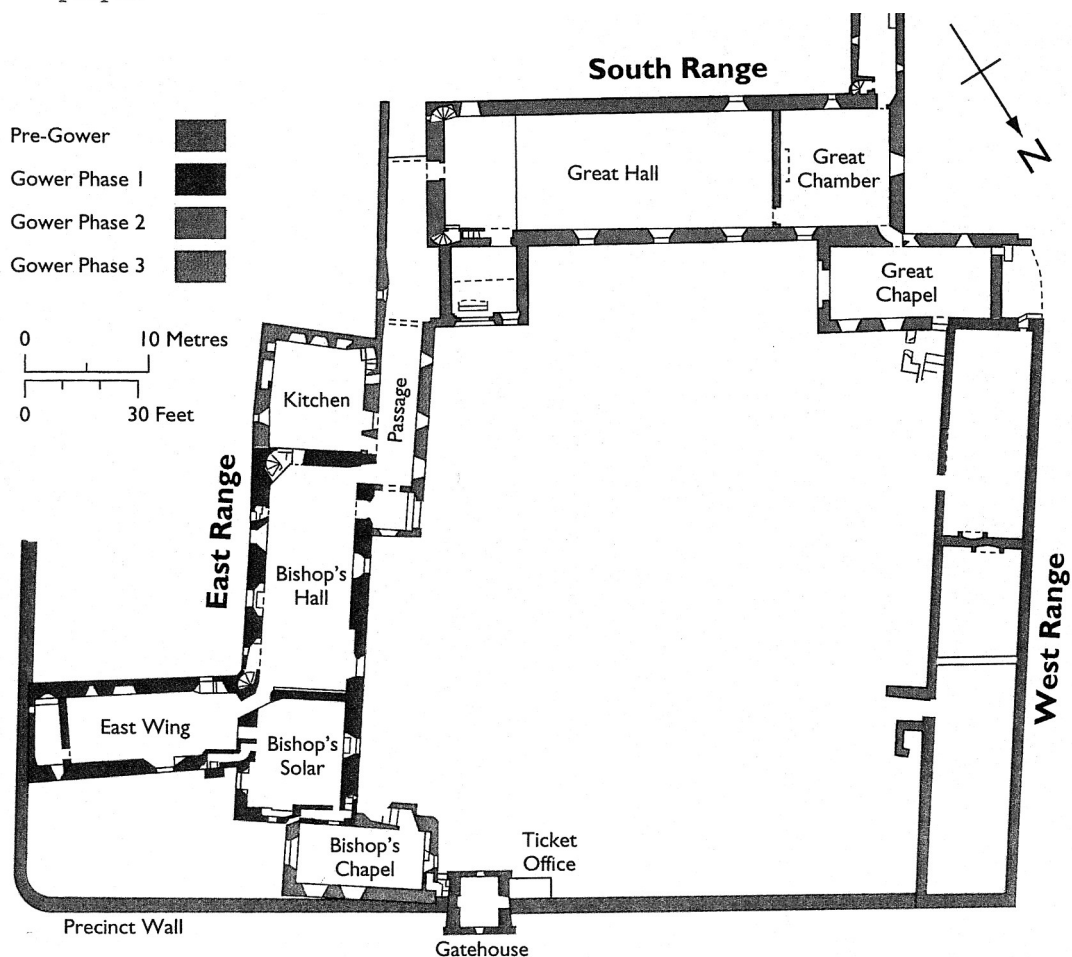 South Range
N
Pre-Gower
Gower Phase 1
Gower Phase 2
Gower Phase 3
0 10 Metres
0 30 Feet
Great Hall
Great
Chamber
Great
Chapel
Kitchen
Passage
East Range
Bishop's
Hall
West Range
East Wing
Bishop's
Solar
Bishop's
Chapel
Ticket
Office
Precinct Wall
Gatehouse